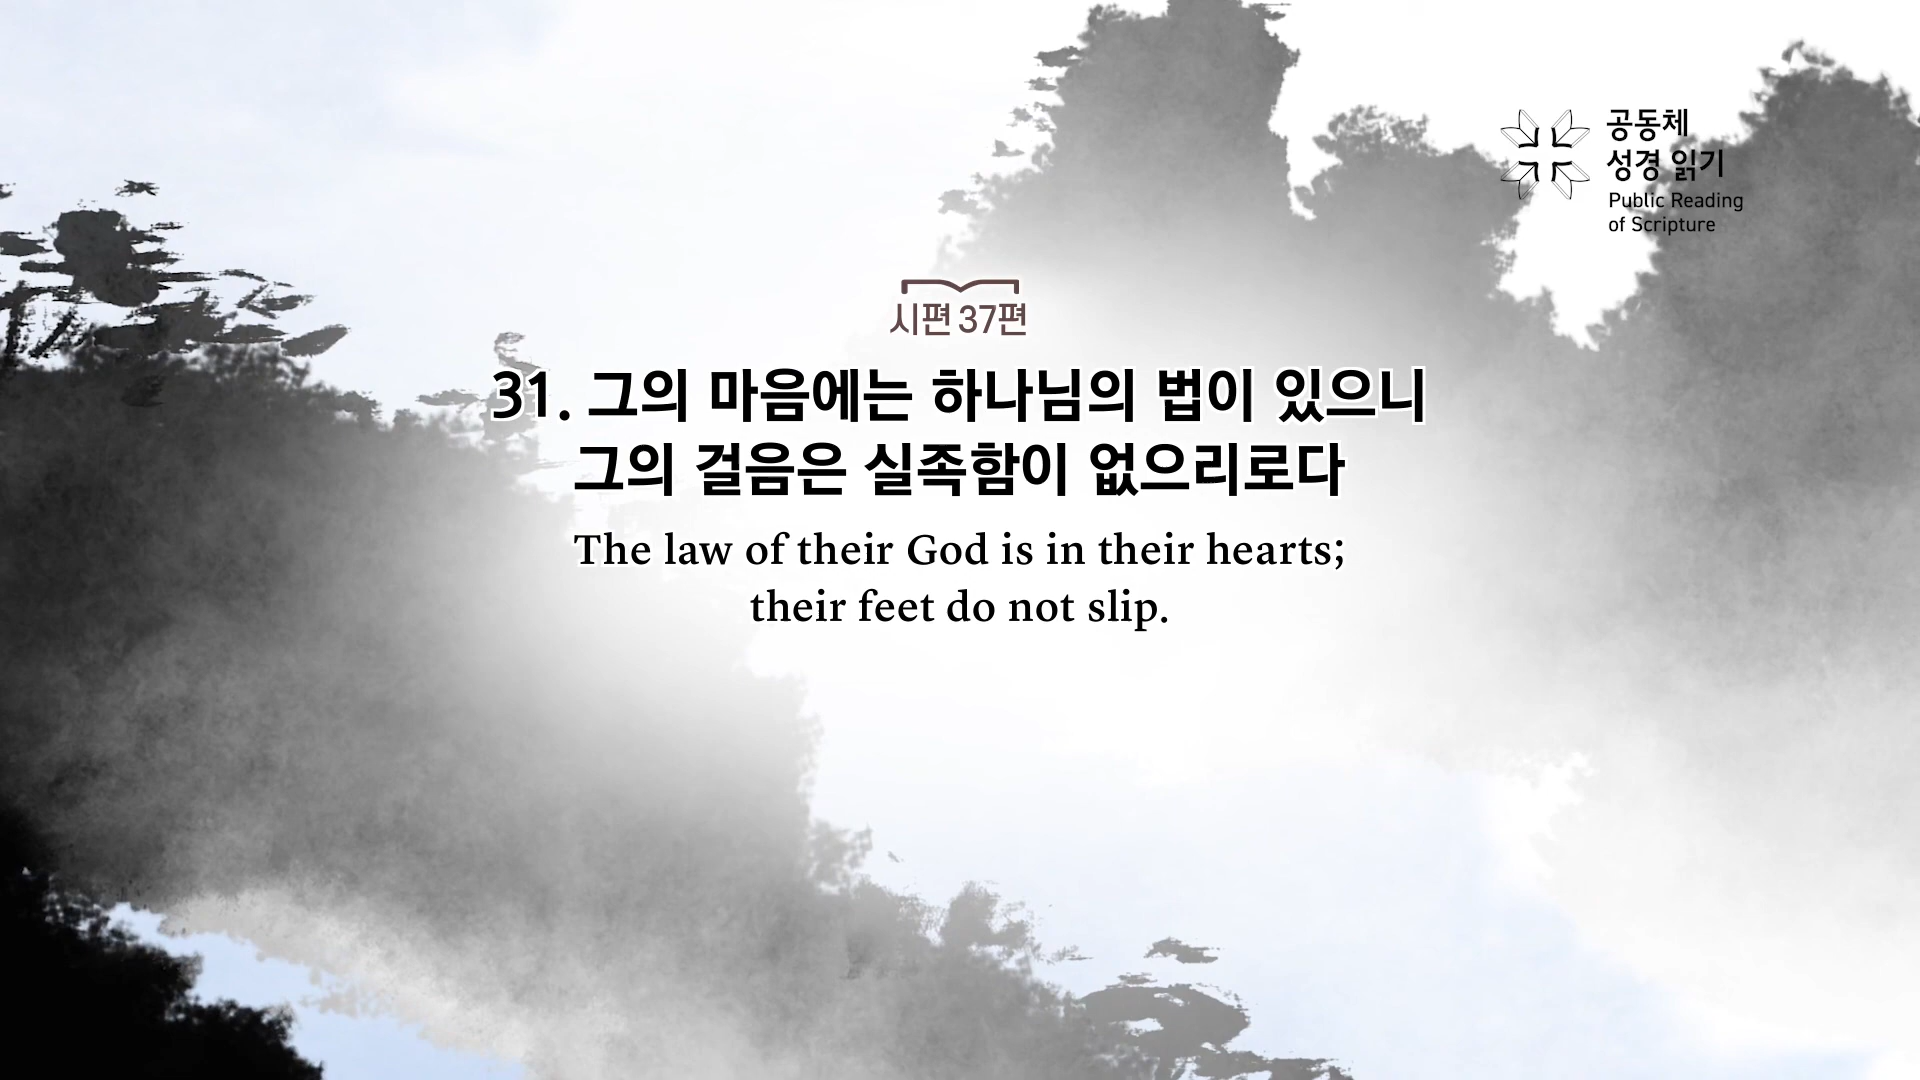 공동체
성경 읽기
Public Reading
of Scripture
시편 37편
31. 그의 마음에는 하나님의 법이 있으니
그의 걸음은 실족함이 없으리로다
The law of their God is in their hearts;
their feet do not slip.